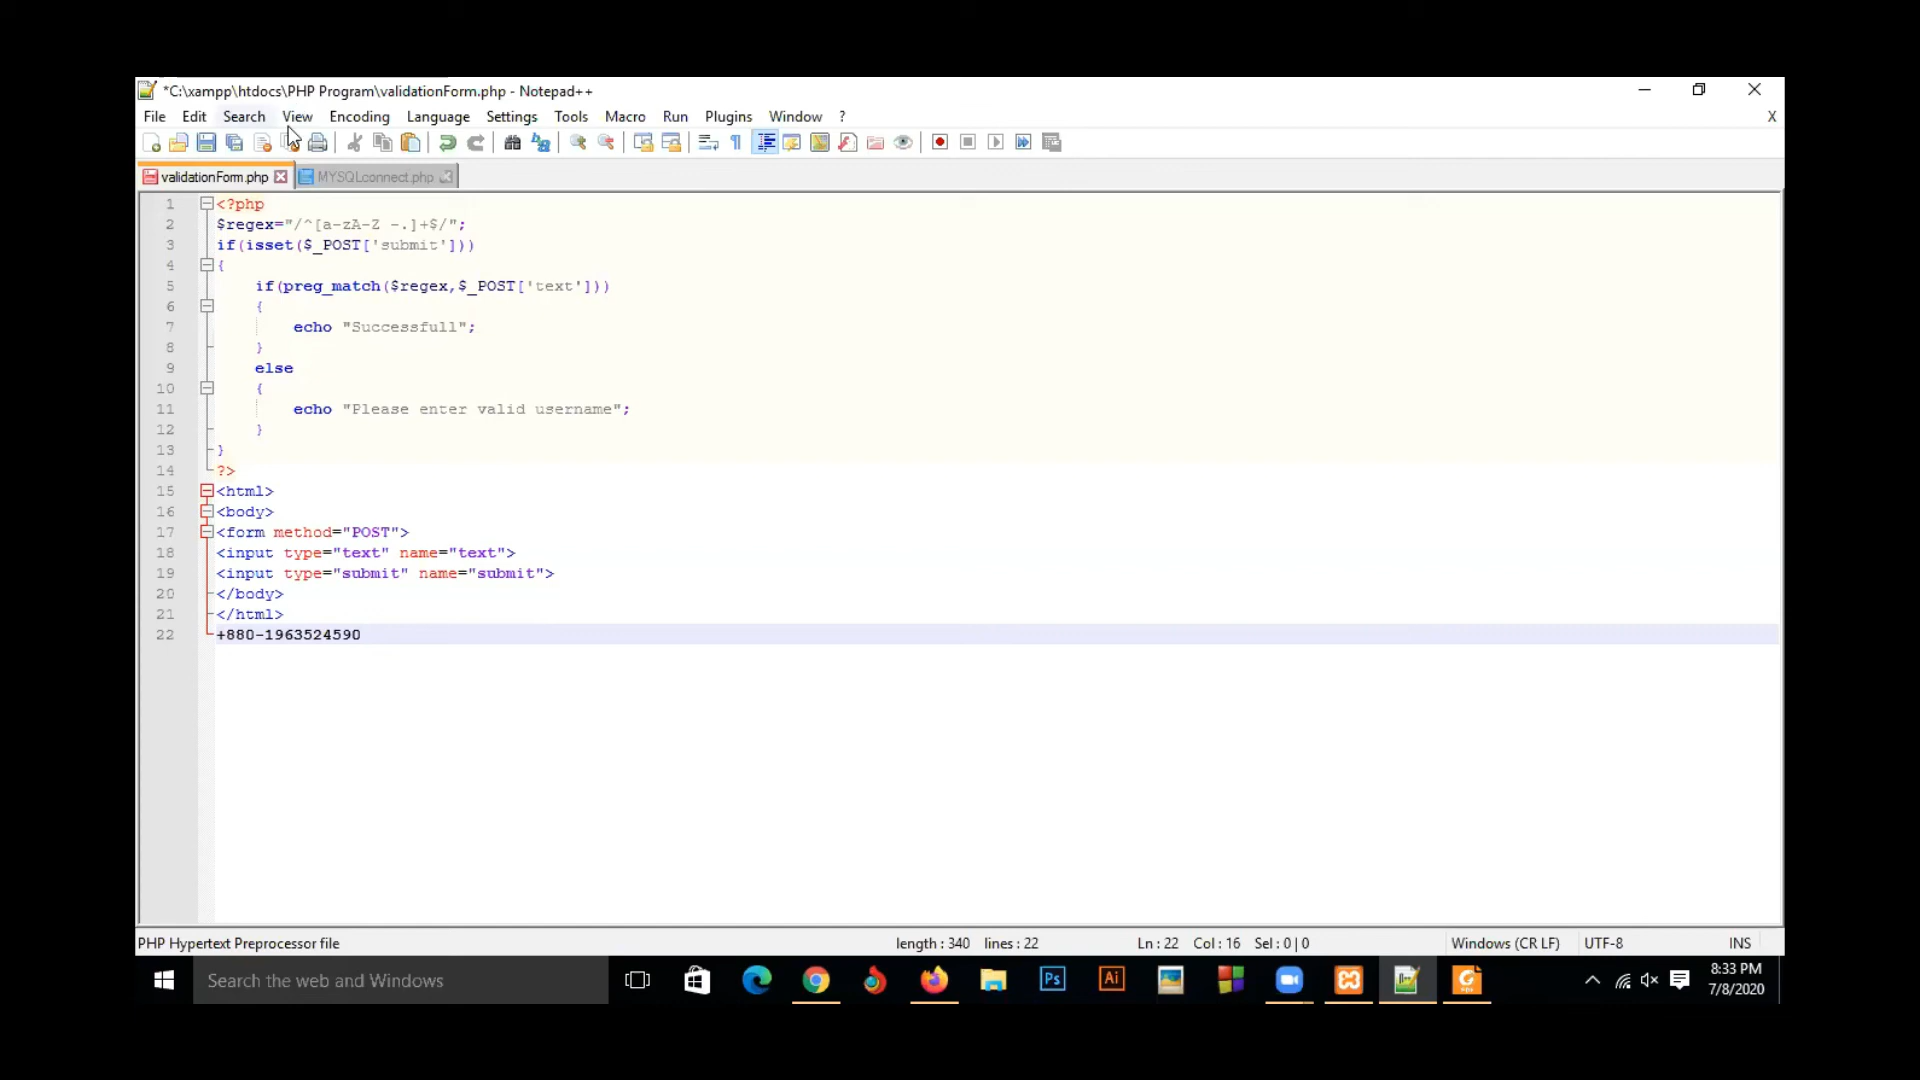 *C:\xampp\htdocs\PHP Program\validationForm.php - Notepad++
File Edit Search View Encoding Language Settings Tools Macro Run Plugins Window ? X
validationForm.php MYSQLconnect.php
1 <?php
2 $regex="/^[a-zA-Z -.]+$/";
3 if(isset($_POST['submit']))
4 {
5 if(preg_match($regex,$_POST['text']))
6 {
7 echo "Successfull";
8 }
9 else
10 {
11 echo "Please enter valid username";
12 }
13 }
14 ?>
15 <html>
16 <body>
17 <form method="POST">
18 <input type="text" name="text">
19 <input type="submit" name="submit">
20 </body>
21 </html>
22 +880-1963524590
PHP Hypertext Preprocessor file length : 340 lines : 22 Ln : 22 Col : 16 Sel : 0 | 0 Windows (CR LF) UTF-8 INS
Search the web and Windows Ps Ai 8:33 PM
7/8/2020